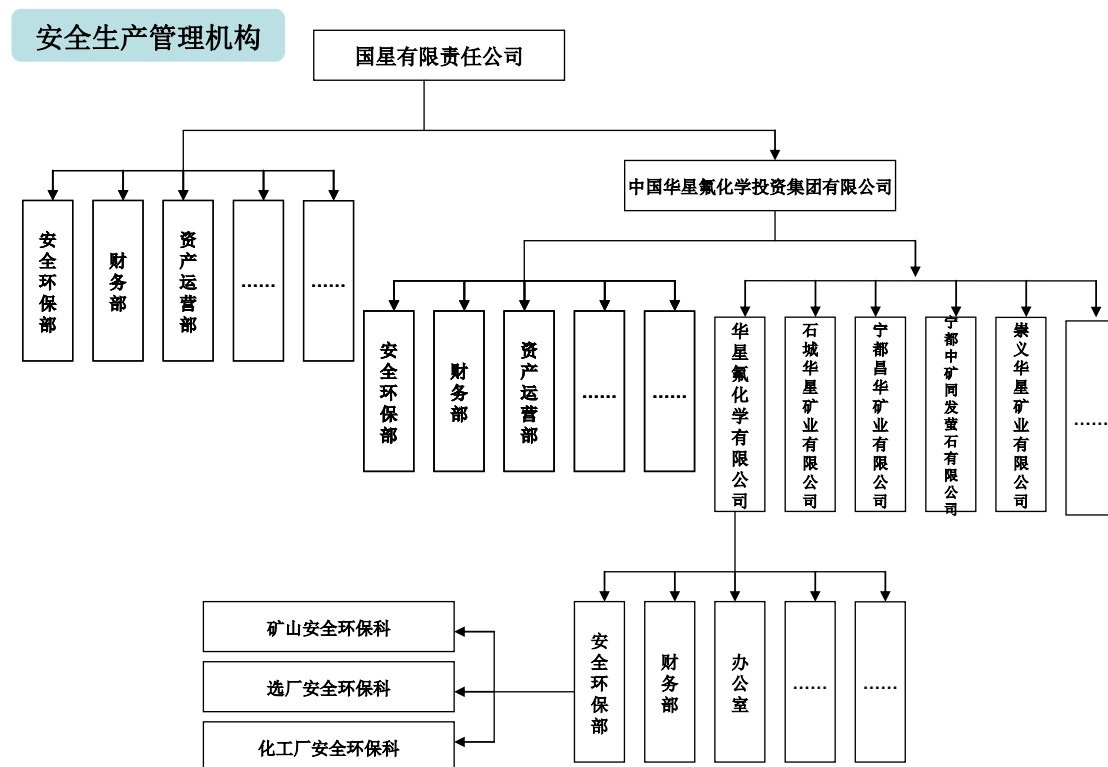 安全生产管理机构
国星有限责任公司
中国华星氟化学投资集团有限公司
安全环保部
财务部
资产运营部
……
……
安全环保部
财务部
资产运营部
……
……
华星氟化学有限公司
石城华星矿业有限公司
宁都昌华矿业有限公司
宁都中矿同发萤石有限公司
崇义华星矿业有限公司
……
安全环保部
财务部
办公室
……
……
矿山安全环保科
选厂安全环保科
化工厂安全环保科